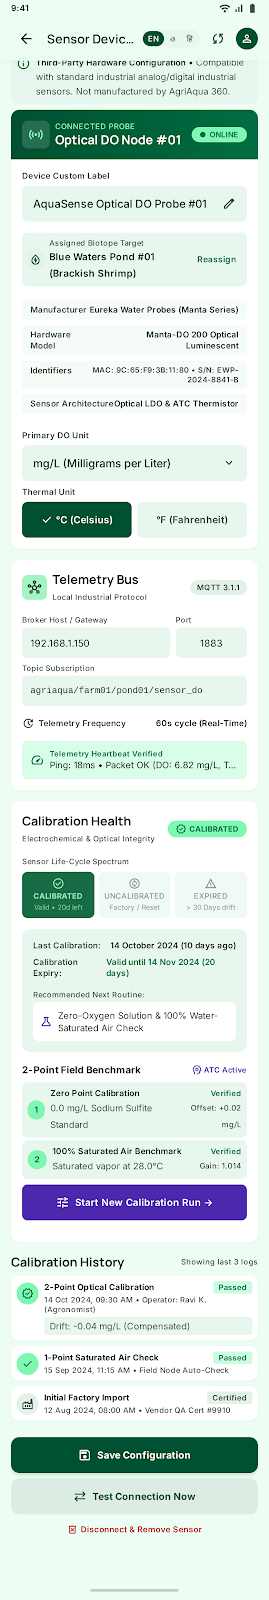 9:41
Sensor Devic...
EN
Third-Party Hardware Configuration • Compatible
with standard industrial analog/digital industrial
sensors. Not manufactured by AgriAqua 360.
CONNECTED PROBE
Optical DO Node #01
ONLINE
Device Custom Label
AquaSense Optical DO Probe #01
Assigned Biotope Target
Blue Waters Pond #01
(Brackish Shrimp)
Reassign
Manufacturer Eureka Water Probes (Manta Series)
Hardware Model Manta-DO 200 Optical Luminescent
Identifiers MAC: 9C:65:F9:3B:11:80 • S/N: EWP-2024-8841-B
Sensor Architecture Optical LDO & ATC Thermistor
Primary DO Unit
mg/L (Milligrams per Liter)
Thermal Unit
°C (Celsius)
°F (Fahrenheit)
Telemetry Bus
Local Industrial Protocol
MQTT 3.1.1
Broker Host / Gateway
Port
192.168.1.150
1883
Topic Subscription
agriaqua/farm01/pond01/sensor_do
Telemetry Frequency
60s cycle (Real-Time)
Telemetry Heartbeat Verified
Ping: 18ms • Packet OK (DO: 6.82 mg/L, T...
Calibration Health
Electrochemical & Optical Integrity
CALIBRATED
Sensor Life-Cycle Spectrum
CALIBRATED
Valid • 20d left
UNCALIBRATED
Factory / Reset
EXPIRED
> 30 Days drift
Last Calibration: 14 October 2024 (10 days ago)
Calibration Expiry: Valid until 14 Nov 2024 (20 days)
Recommended Next Routine:
Zero-Oxygen Solution & 100% Water-
Saturated Air Check
2-Point Field Benchmark
ATC Active
1
Zero Point Calibration
0.0 mg/L Sodium Sulfite
Standard
Verified
Offset: +0.02
mg/L
2
100% Saturated Air Benchmark
Saturated vapor at 28.0°C
Verified
Gain: 1.014
Start New Calibration Run →
Calibration History
Showing last 3 logs
2-Point Optical Calibration
Passed
14 Oct 2024, 09:30 AM • Operator: Ravi K.
(Agronomist)
Drift: -0.04 mg/L (Compensated)
1-Point Saturated Air Check
Passed
15 Sep 2024, 11:15 AM • Field Node Auto-Check
Initial Factory Import
Certified
12 Aug 2024, 08:00 AM • Vendor QA Cert #9910
Save Configuration
Test Connection Now
Disconnect & Remove Sensor